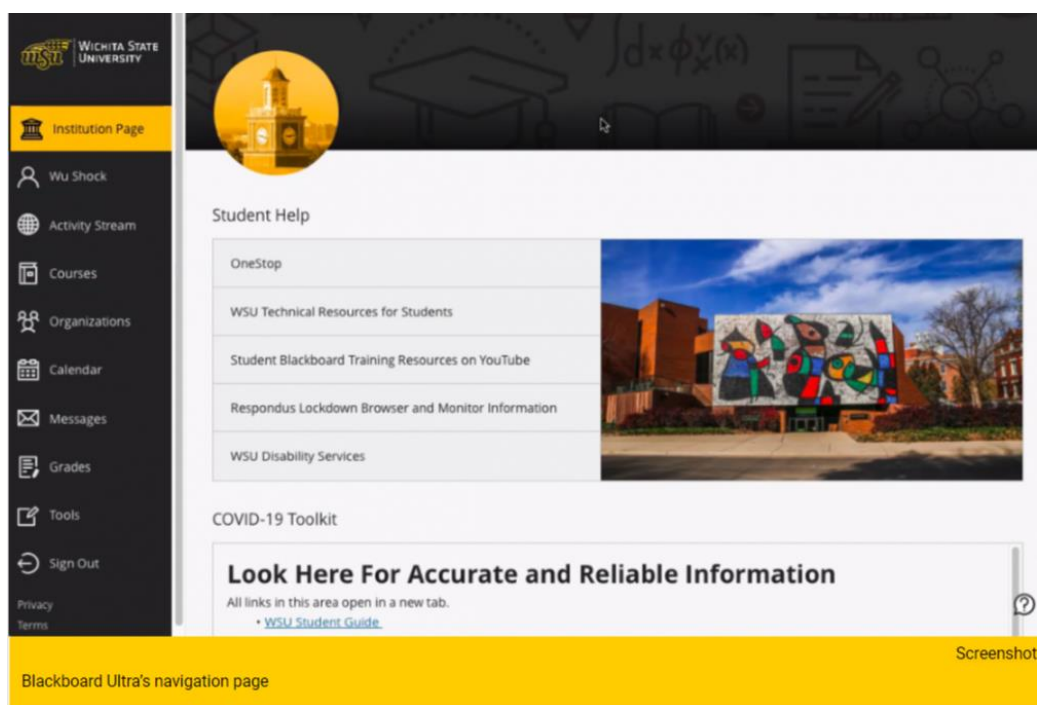 wsu
WICHITA STATE
UNIVERSITY
Institution Page
Wu Shock
Activity Stream
Courses
Organizations
Calendar
Messages
Grades
Tools
Sign Out
Privacy
Terms
∫dxϕ
Student Help
OneStop
WSU Technical Resources for Students
Student Blackboard Training Resources on YouTube
Respondus Lockdown Browser and Monitor Information
WSU Disability Services
COVID-19 Toolkit
Look Here For Accurate and Reliable Information
All links in this area open in a new tab.
• WSU Student Guide
Screenshot
Blackboard Ultra's navigation page